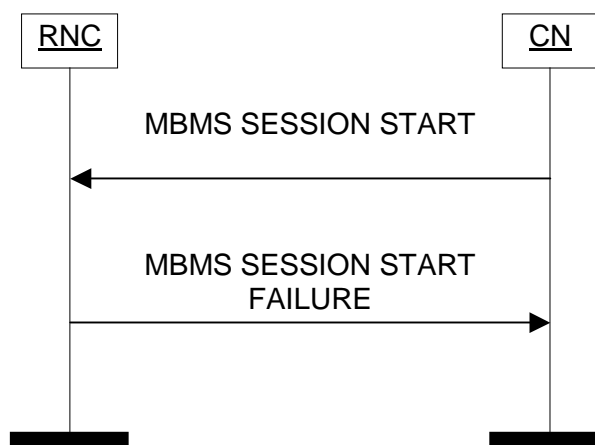 RNC
CN
MBMS SESSION START
MBMS SESSION START
FAILURE